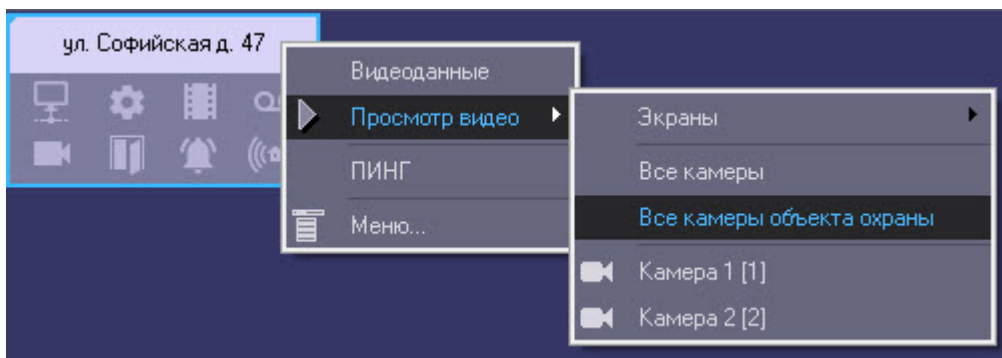 ул. Софийская д. 47
Видеоданные
Просмотр видео
ПИНГ
Меню...
Экраны
Все камеры
Все камеры объекта охраны
Камера 1 [1]
Камера 2 [2]